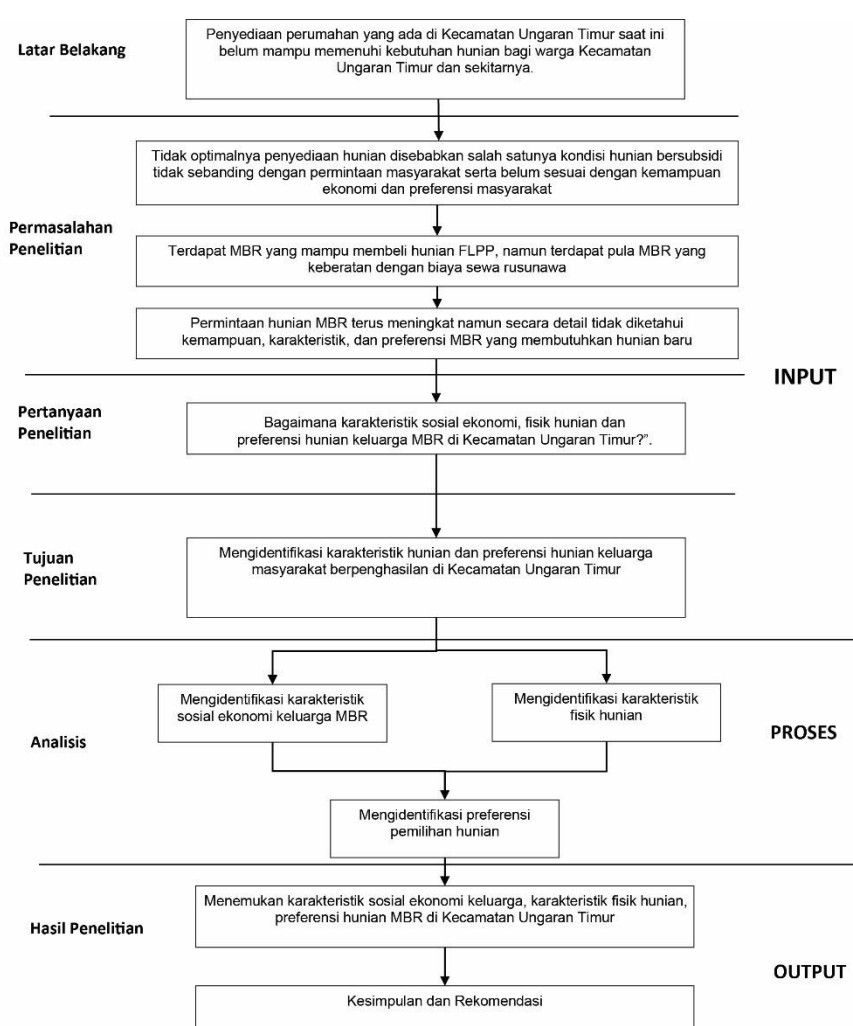 Latar Belakang
Penyediaan perumahan yang ada di Kecamatan Ungaran Timur saat ini
belum mampu memenuhi kebutuhan hunian bagi warga Kecamatan
Ungaran Timur dan sekitarnya.
Permasalahan
Penelitian
Tidak optimalnya penyediaan hunian disebabkan salah satunya kondisi hunian bersubsidi
tidak sebanding dengan permintaan masyarakat serta belum sesuai dengan kemampuan
ekonomi dan preferensi masyarakat
Terdapat MBR yang mampu membeli hunian FLPP, namun terdapat pula MBR yang
keberatan dengan biaya sewa rusunawa
Permintaan hunian MBR terus meningkat namun secara detail tidak diketahui
kemampuan, karakteristik, dan preferensi MBR yang membutuhkan hunian baru
INPUT
Pertanyaan
Penelitian
Bagaimana karakteristik sosial ekonomi, fisik hunian dan
preferensi hunian keluarga MBR di Kecamatan Ungaran Timur?”.
Tujuan
Penelitian
Mengidentifikasi karakteristik hunian dan preferensi hunian keluarga
masyarakat berpenghasilan di Kecamatan Ungaran Timur
Analisis
Mengidentifikasi karakteristik
sosial ekonomi keluarga MBR
Mengidentifikasi karakteristik
fisik hunian
PROSES
Mengidentifikasi preferensi
pemilihan hunian
Hasil Penelitian
Menemukan karakteristik sosial ekonomi keluarga, karakteristik fisik hunian,
preferensi hunian MBR di Kecamatan Ungaran Timur
OUTPUT
Kesimpulan dan Rekomendasi